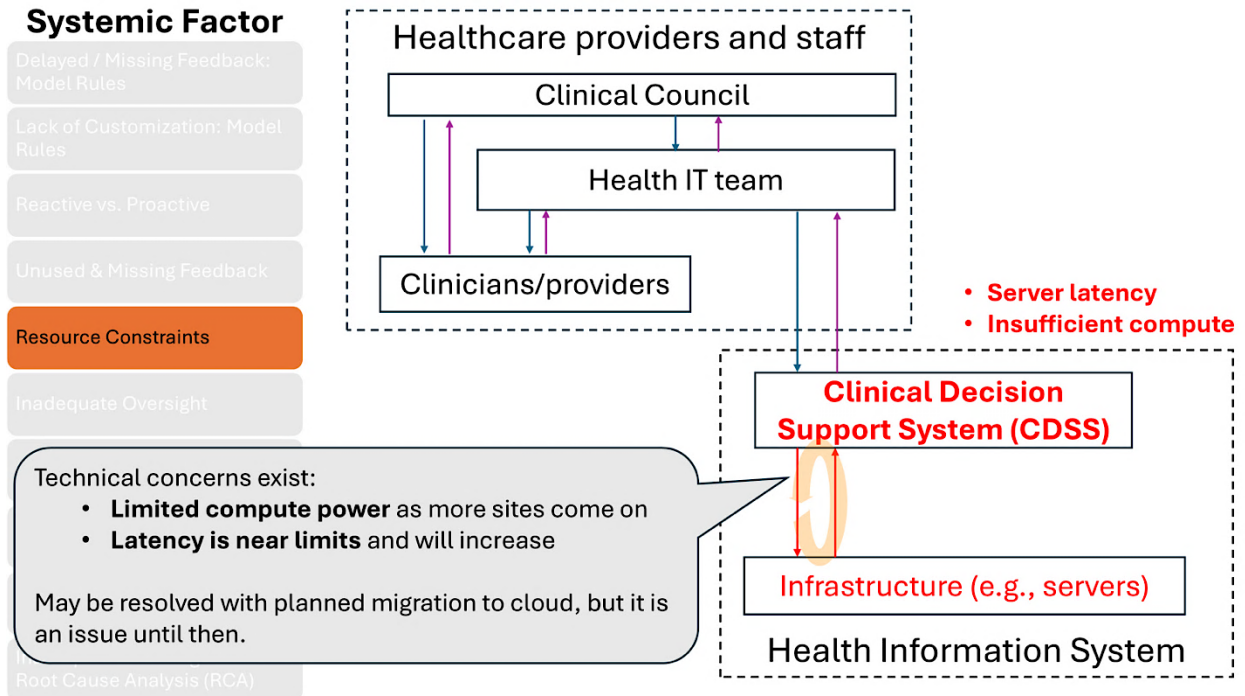 Systemic Factor
Delayed / Missing Feedback:
Model Rules
Lack of Customization: Model
Rules
Reactive vs. Proactive
Unused & Missing Feedback
Resource Constraints
Inadequate Oversight
Root Cause Analysis (RCA)
Healthcare providers and staff
Clinical Council
Health IT team
Clinicians/providers
• Server latency
• Insufficient compute
Clinical Decision
Support System (CDSS)
Infrastructure (e.g., servers)
Health Information System
Technical concerns exist:
• Limited compute power as more sites come on
• Latency is near limits and will increase
May be resolved with planned migration to cloud, but it is
an issue until then.